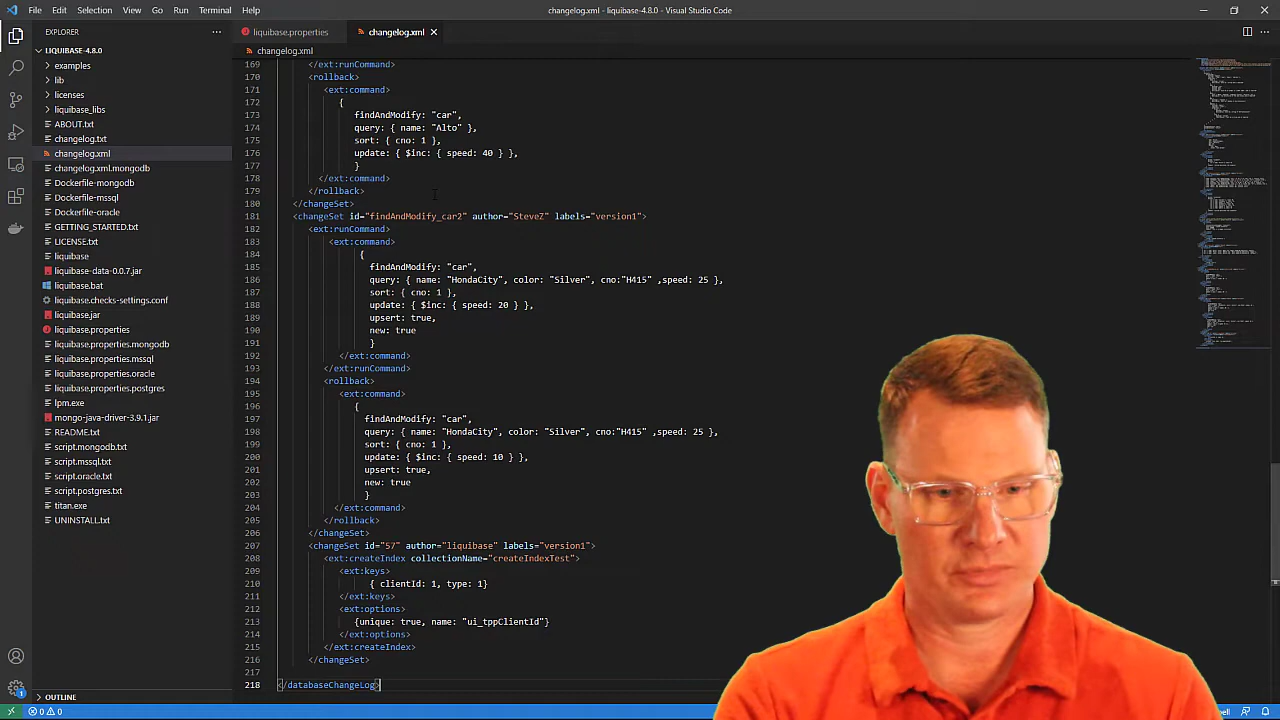 File Edit Selection View Go Run Terminal Help
changelog.xml - liquibase-4.8.0 - Visual Studio Code
EXPLORER
LIQUIBASE-4.8.0
examples
lib
licenses
liquibase_libs
ABOUT.txt
changelog.txt
changelog.xml
changelog.xml.mongodb
Dockerfile-mongodb
Dockerfile-mssql
Dockerfile-oracle
GETTING_STARTED.txt
LICENSE.txt
liquibase
liquibase-data-0.0.7.jar
liquibase.bat
liquibase.checks-settings.conf
liquibase.jar
liquibase.properties
liquibase.properties.mongodb
liquibase.properties.mssql
liquibase.properties.oracle
liquibase.properties.postgres
lpm.exe
mongo-java-driver-3.9.1.jar
README.txt
script.mongodb.txt
script.mssql.txt
script.oracle.txt
script.postgres.txt
titan.exe
UNINSTALL.txt
OUTLINE
liquibase.properties
changelog.xml
changelog.xml
169 </ext:runCommand>
170 <rollback>
171 <ext:command>
172 {
173 findAndModify: "car",
174 query: { name: "Alto" },
175 sort: { cno: 1 },
176 update: { $inc: { speed: 40 } },
177 }
178 </ext:command>
179 </rollback>
180 </changeSet>
181 <changeSet id="findAndModify_car2" author="SteveZ" labels="version1">
182 <ext:runCommand>
183 <ext:command>
184 {
185 findAndModify: "car",
186 query: { name: "HondaCity", color: "Silver", cno:"H415" ,speed: 25 },
187 sort: { cno: 1 },
188 update: { $inc: { speed: 20 } },
189 upsert: true,
190 new: true
191 }
192 </ext:command>
193 </ext:runCommand>
194 <rollback>
195 <ext:command>
196 {
197 findAndModify: "car",
198 query: { name: "HondaCity", color: "Silver", cno:"H415" ,speed: 25 },
199 sort: { cno: 1 },
200 update: { $inc: { speed: 10 } },
201 upsert: true,
202 new: true
203 }
204 </ext:command>
205 </rollback>
206 </changeSet>
207 <changeSet id="57" author="liquibase" labels="version1">
208 <ext:createIndex collectionName="createIndexTest">
209 <ext:keys>
210 { clientId: 1, type: 1}
211 </ext:keys>
212 <ext:options>
213 {unique: true, name: "ui_tppClientId"}
214 </ext:options>
215 </ext:createIndex>
216 </changeSet>
217
218 </databaseChangeLog>
1
0 0